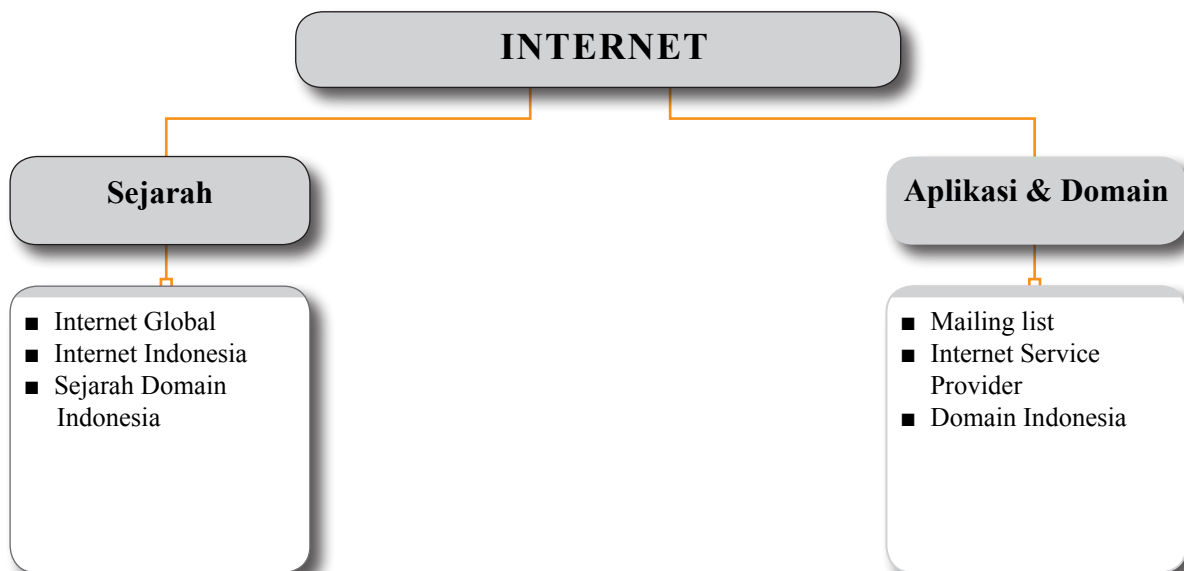 INTERNET
Sejarah
■ Internet Global
■ Internet Indonesia
■ Sejarah Domain
Indonesia
Aplikasi & Domain
■ Mailing list
■ Internet Service
Provider
■ Domain Indonesia